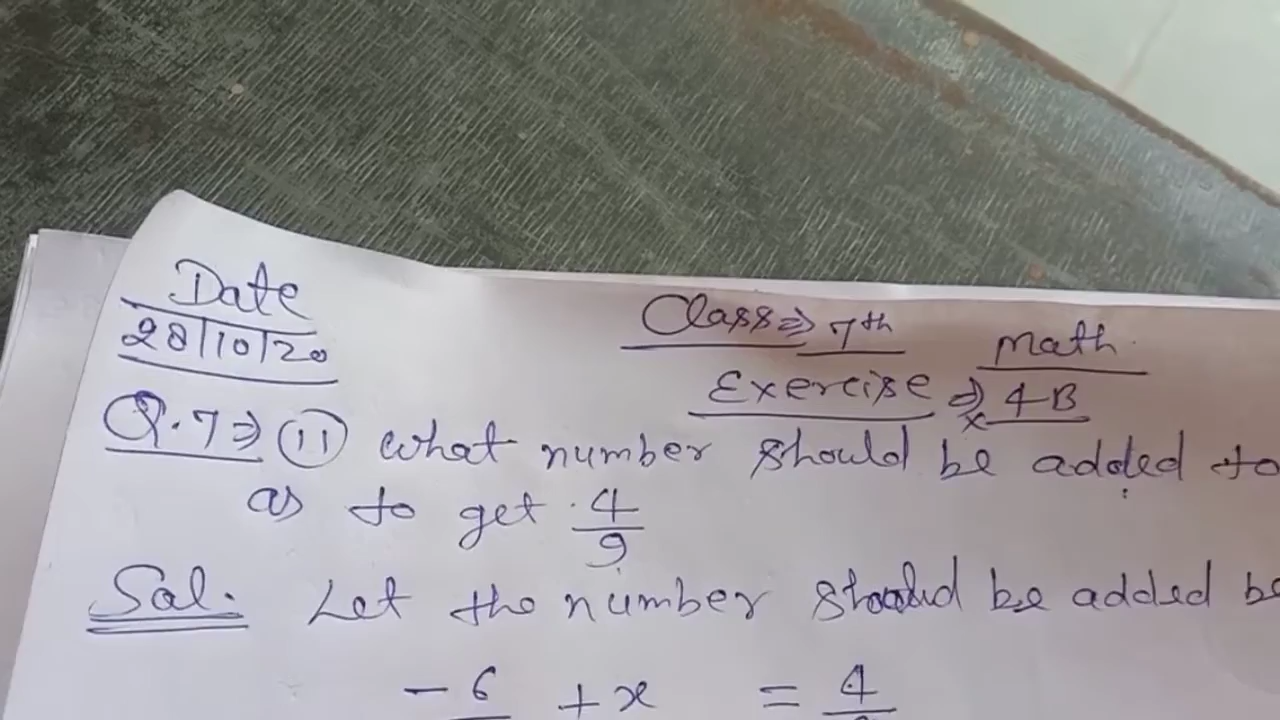 Date
28/10/20
Class ⇒ 7th
Math
Exercise ⇒ 4B
Q.7 ⇒ (11) What number should be added to
as to get 4/9
Sol. Let the number should be added be
-6 + x = 4